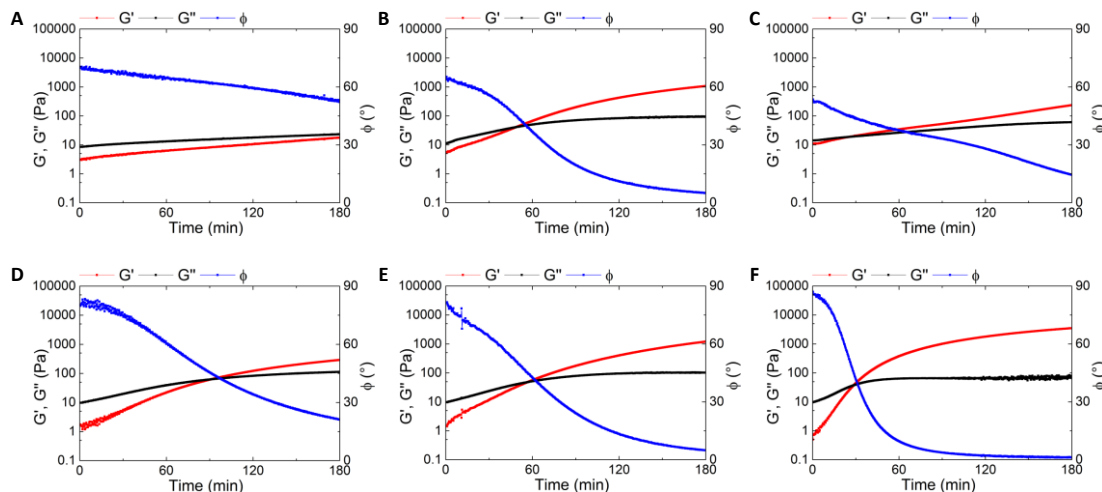 A G' G'' ϕ
100000 90
10000
1000 60
100
10 30
1
0.1 0
0 60 120 180
G', G'' (Pa)
ϕ (°)
Time (min)
B G' G'' ϕ
100000 90
10000
1000 60
100
10 30
1
0.1 0
0 60 120 180
G', G'' (Pa)
ϕ (°)
Time (min)
C G' G'' ϕ
100000 90
10000
1000 60
100
10 30
1
0.1 0
0 60 120 180
G', G'' (Pa)
ϕ (°)
Time (min)
D G' G'' ϕ
100000 90
10000
1000 60
100
10 30
1
0.1 0
0 60 120 180
G', G'' (Pa)
ϕ (°)
Time (min)
E G' G'' ϕ
100000 90
10000
1000 60
100
10 30
1
0.1 0
0 60 120 180
G', G'' (Pa)
ϕ (°)
Time (min)
F G' G'' ϕ
100000 90
10000
1000 60
100
10 30
1
0.1 0
0 60 120 180
G', G'' (Pa)
ϕ (°)
Time (min)